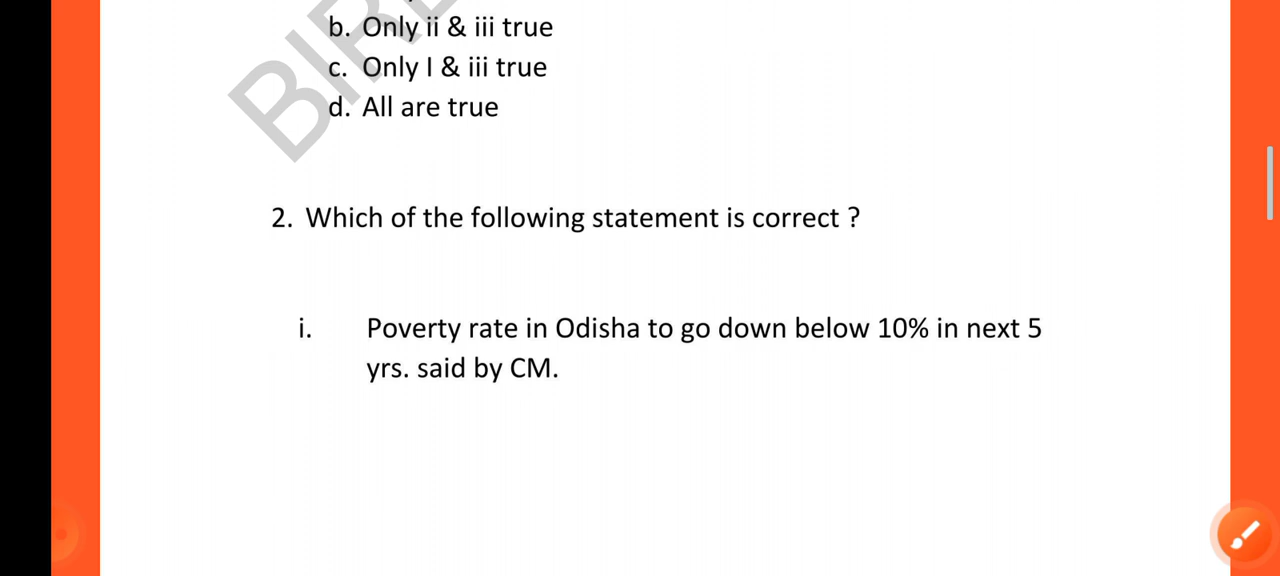 b. Only ii & iii true
c. Only I & iii true
d. All are true
2. Which of the following statement is correct ?
i. Poverty rate in Odisha to go down below 10% in next 5
yrs. said by CM.